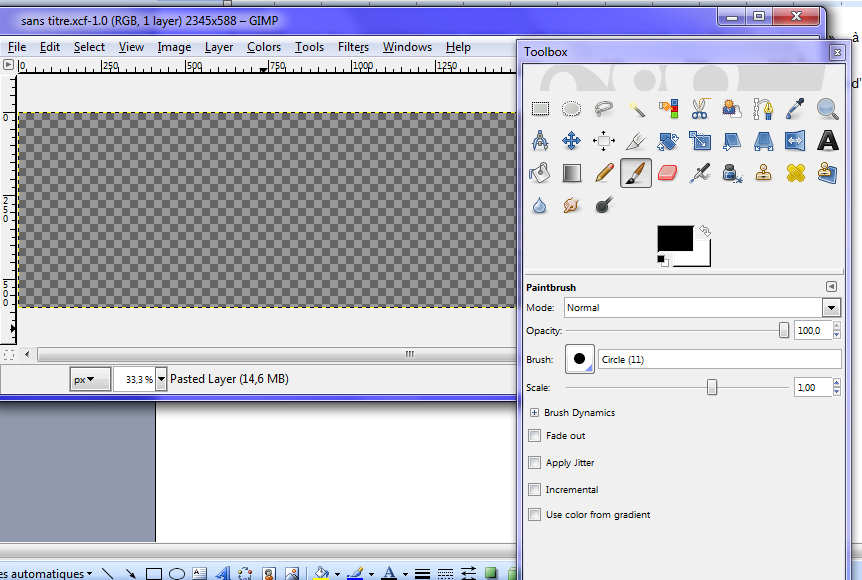 sans titre.xcf-1.0 (RGB, 1 layer) 2345x588 – GIMP
File Edit Select View Image Layer Colors Tools Filters Windows Help
à
Toolbox
0 250 500 750 1000 1250
d'
0
250
500
Paintbrush
Mode: Normal
Opacity: 100,0
Brush: Circle (11)
Scale: 1,00
px 33,3 % Pasted Layer (14,6 MB)
Brush Dynamics
Fade out
Apply Jitter
Incremental
Use color from gradient
es automatiques